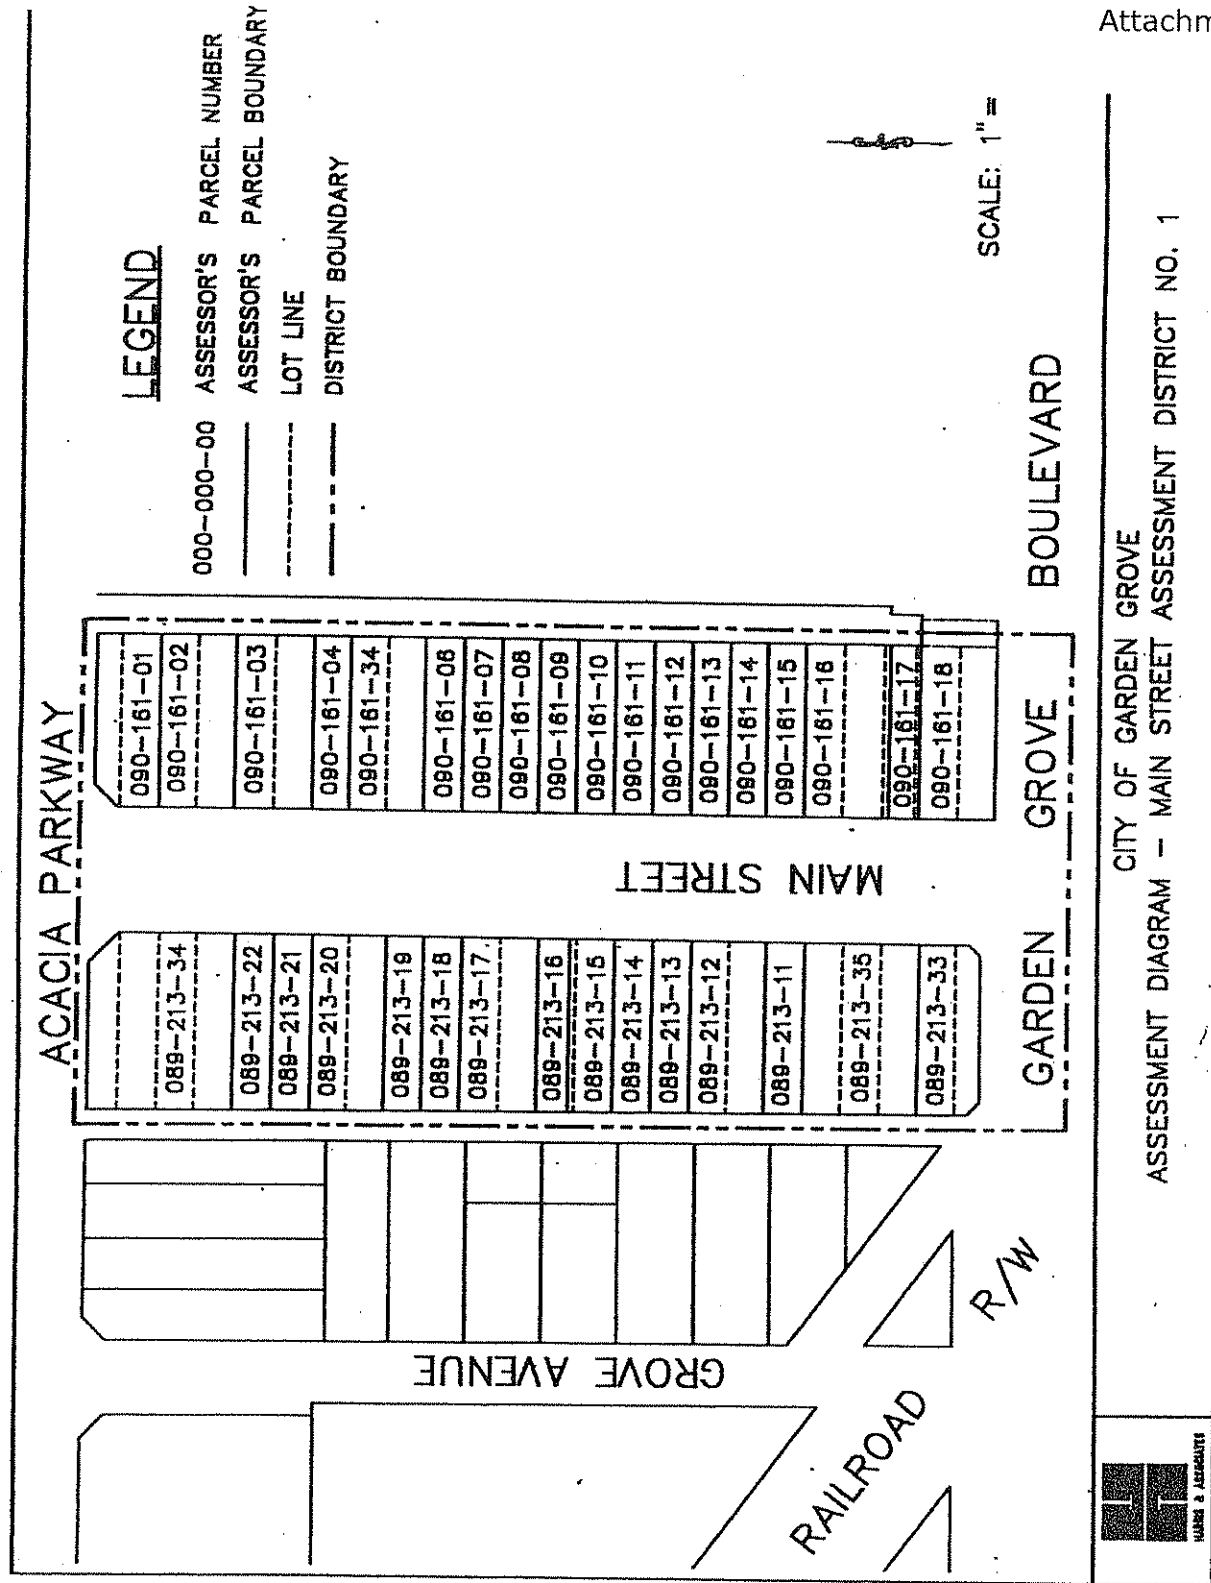 Attachm
LEGEND
000-000-00 ASSESSOR'S PARCEL NUMBER
ASSESSOR'S PARCEL BOUNDARY
LOT LINE
DISTRICT BOUNDARY
SCALE: 1"=
ACACIA PARKWAY
090-161-01
090-161-02
090-161-03
090-161-04
090-161-34
090-161-06
090-161-07
090-161-08
090-161-09
090-161-10
090-161-11
090-161-12
090-161-13
090-161-14
090-161-15
090-161-16
090-161-17
090-161-18
MAIN STREET
089-213-34
089-213-22
089-213-21
089-213-20
089-213-19
089-213-18
089-213-17
089-213-16
089-213-15
089-213-14
089-213-13
089-213-12
089-213-11
089-213-35
089-213-33
GARDEN GROVE BOULEVARD
GROVE AVENUE
RAILROAD R/W
CITY OF GARDEN GROVE
ASSESSMENT DIAGRAM - MAIN STREET ASSESSMENT DISTRICT NO. 1
HARRIS & ASSOCIATES